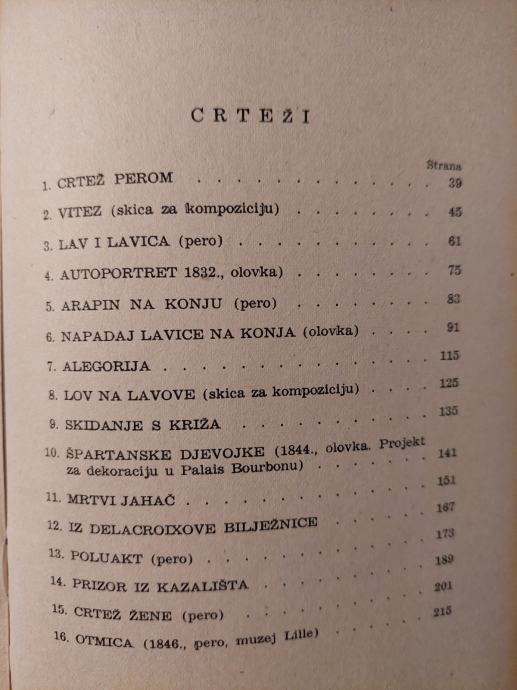 CRTEŽI
Strana
1. CRTEŽ PEROM . . . . . . . . . . . . . 39
2. VITEZ (skica za kompoziciju) . . . . . . . . 45
3. LAV I LAVICA (pero) . . . . . . . . . . . 61
4. AUTOPORTRET 1832., olovka) . . . . . . . . 75
5. ARAPIN NA KONJU (pero) . . . . . . . . 83
6. NAPADAJ LAVICE NA KONJA (olovka) . . . . 91
7. ALEGORIJA . . . . . . . . . . . . . . 115
8. LOV NA LAVOVE (skica za kompoziciju) . . . . 125
9. SKIDANJE S KRIŽA . . . . . . . . . . 135
10. ŠPARTANSKE DJEVOJKE (1844., olovka. Projekt
za dekoraciju u Palais Bourbonu) . . . . . . . 141
11. MRTVI JAHAČ . . . . . . . . . . . . . 151
12. IZ DELACROIXOVE BILJEŽNICE . . . . . . 167
13. POLUAKT (pero) . . . . . . . . . . . . 173
14. PRIZOR IZ KAZALIŠTA . . . . . . . . . 189
15. CRTEŽ ŽENE (pero) . . . . . . . . . . 201
16. OTMICA (1846., pero, muzej Lille) . . . . . . 215